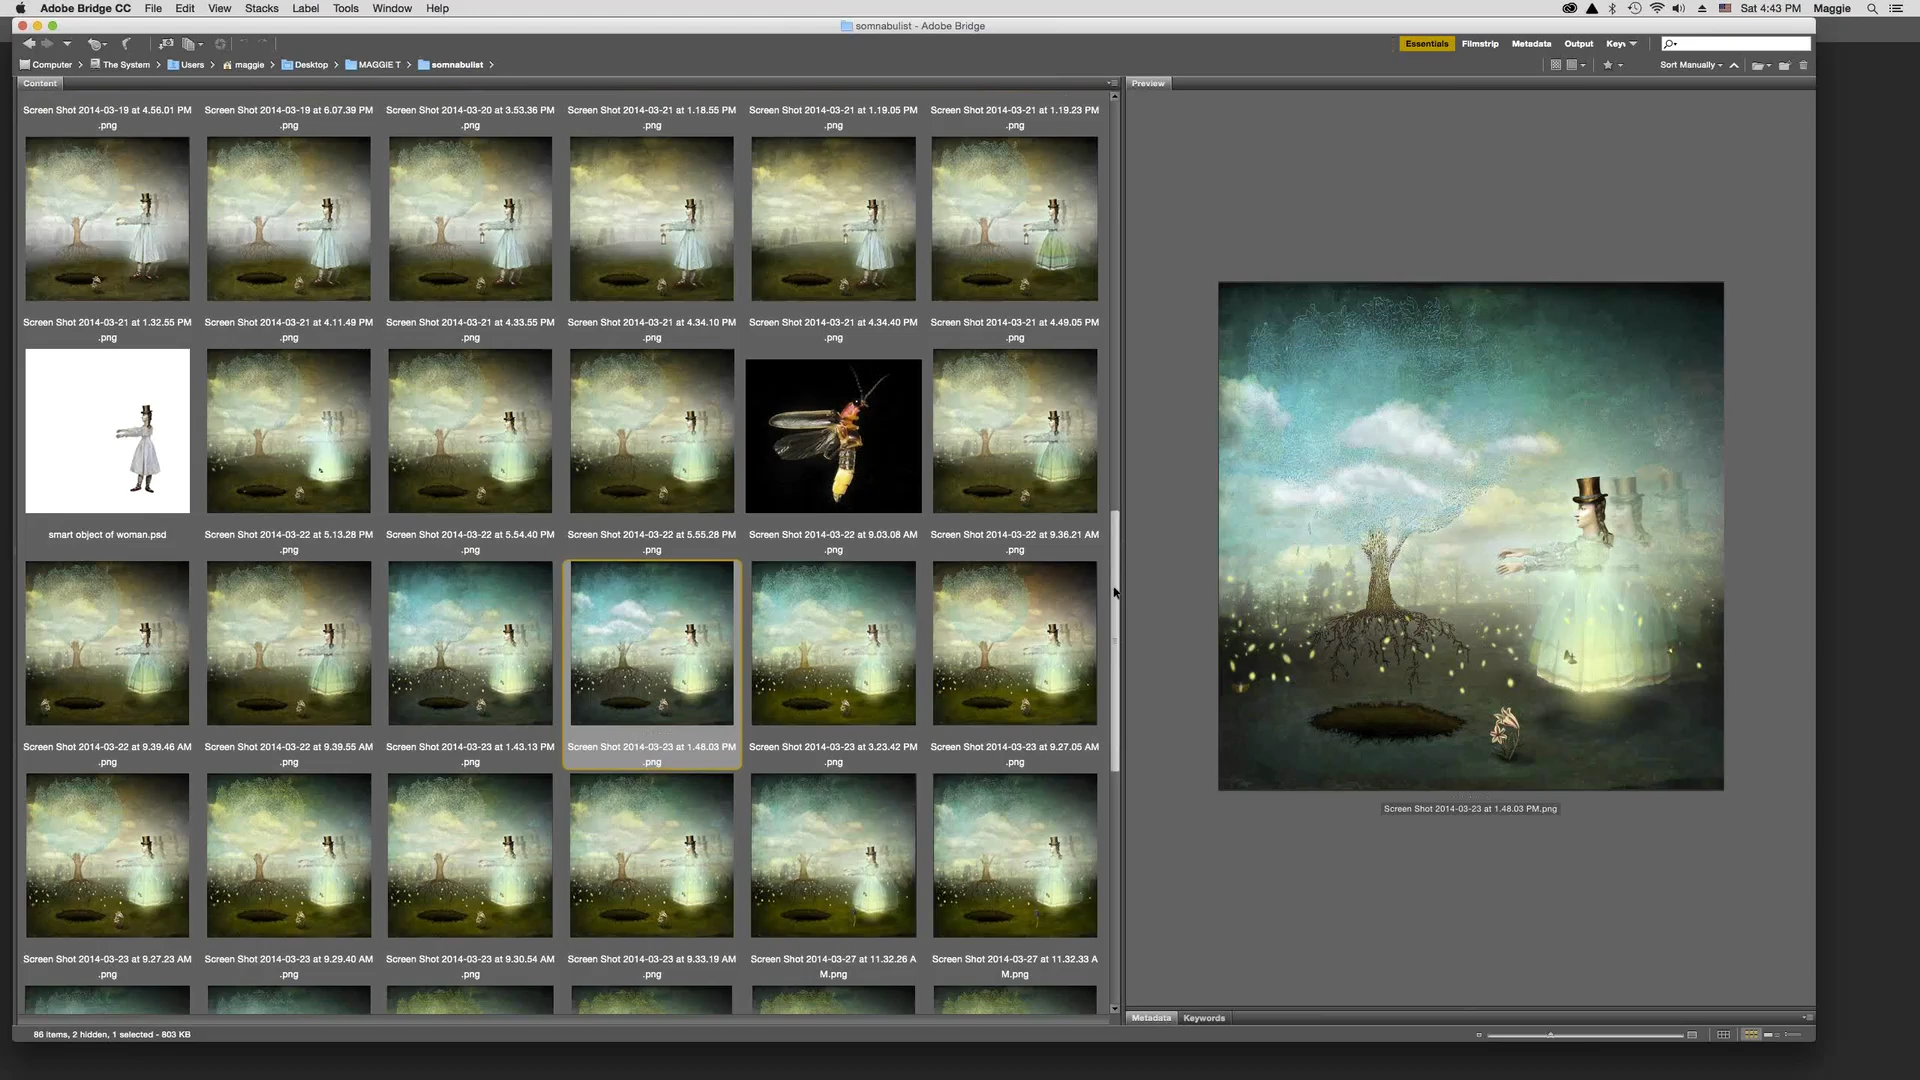 Adobe Bridge CC File Edit View Stacks Label Tools Window Help Sat 4:43 PM Maggie
somnabulist - Adobe Bridge
Essentials Filmstrip Metadata Output Keyv
Computer The System Users maggie Desktop MAGGIE T somnabulist Sort Manually
Content Preview
Screen Shot 2014-03-19 at 4.56.01 PM Screen Shot 2014-03-19 at 6.07.39 PM Screen Shot 2014-03-20 at 3.53.36 PM Screen Shot 2014-03-21 at 1.18.55 PM Screen Shot 2014-03-21 at 1.19.05 PM Screen Shot 2014-03-21 at 1.19.23 PM
.png .png .png .png .png .png
Screen Shot 2014-03-21 at 1.32.55 PM Screen Shot 2014-03-21 at 4.11.49 PM Screen Shot 2014-03-21 at 4.33.55 PM Screen Shot 2014-03-21 at 4.34.10 PM Screen Shot 2014-03-21 at 4.34.40 PM Screen Shot 2014-03-21 at 4.49.05 PM
.png .png .png .png .png .png
smart object of woman.psd Screen Shot 2014-03-22 at 5.13.28 PM Screen Shot 2014-03-22 at 5.54.40 PM Screen Shot 2014-03-22 at 5.55.28 PM Screen Shot 2014-03-22 at 9.03.08 AM Screen Shot 2014-03-22 at 9.36.21 AM
.png .png .png .png .png
Screen Shot 2014-03-22 at 9.39.46 AM Screen Shot 2014-03-22 at 9.39.55 AM Screen Shot 2014-03-23 at 1.43.13 PM Screen Shot 2014-03-23 at 1.48.03 PM Screen Shot 2014-03-23 at 3.23.42 PM Screen Shot 2014-03-23 at 9.27.05 AM
.png .png .png .png .png .png
Screen Shot 2014-03-23 at 1.48.03 PM.png
Screen Shot 2014-03-23 at 9.27.23 AM Screen Shot 2014-03-23 at 9.29.40 AM Screen Shot 2014-03-23 at 9.30.54 AM Screen Shot 2014-03-23 at 9.33.19 AM Screen Shot 2014-03-27 at 11.32.26 A Screen Shot 2014-03-27 at 11.32.33 A
.png .png .png .png M.png M.png
Metadata Keywords
86 items, 2 hidden, 1 selected - 803 KB